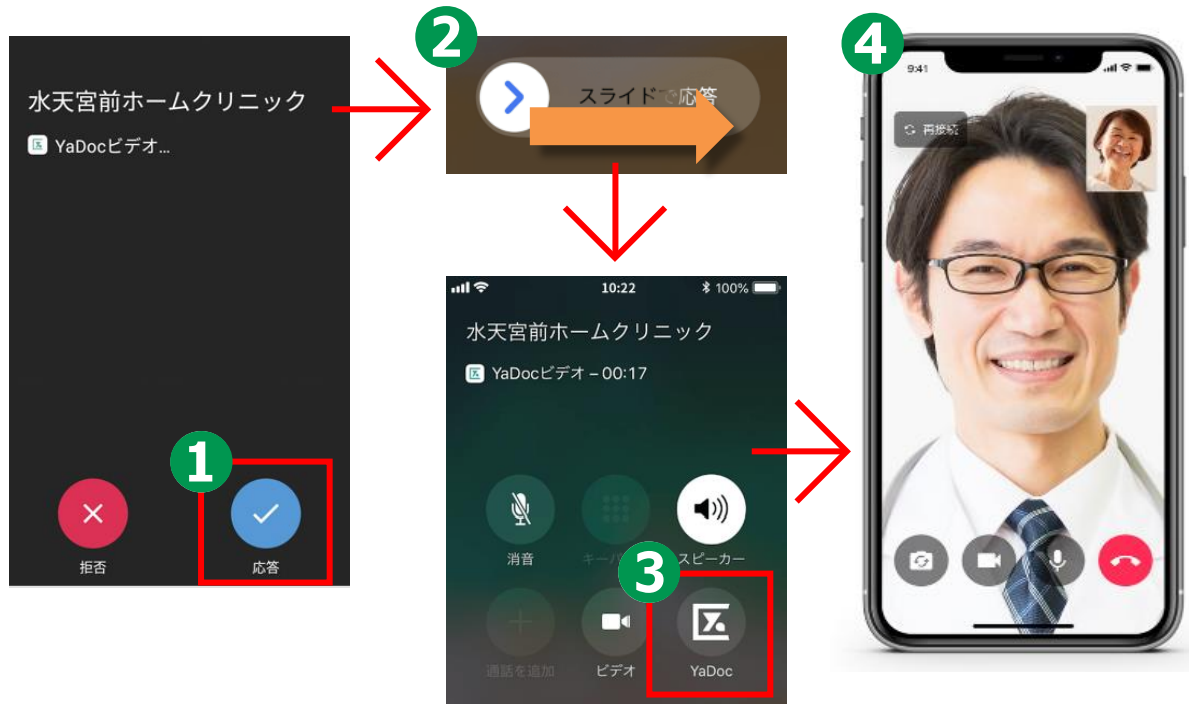 1
水天宮前ホームクリニック
YaDocビデオ...
拒否
応答
2
スライドで応答
10:22
100%
水天宮前ホームクリニック
YaDocビデオ – 00:17
消音
スピーカー
3
通話を追加
ビデオ
YaDoc
4
9:41
再接続